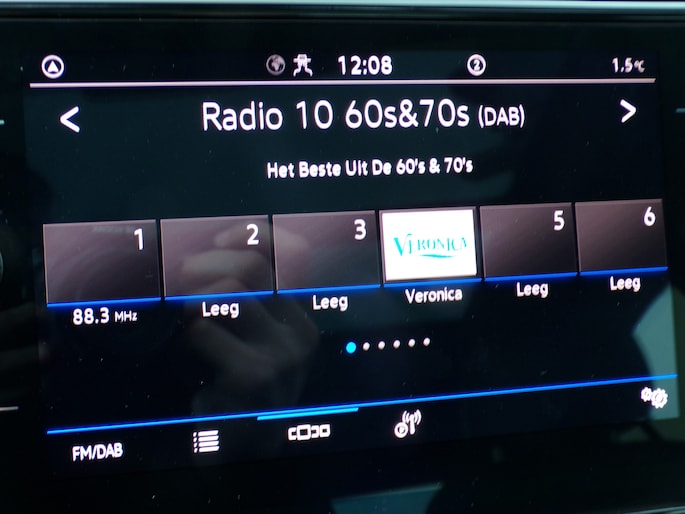 12:08
2
1.5°C
< Radio 10 60s&70s (DAB) >
Het Beste Uit De 60's & 70's
1 2 3 VERONICA 5 6
88.3 MHz Leeg Leeg Veronica Leeg Leeg
FM/DAB